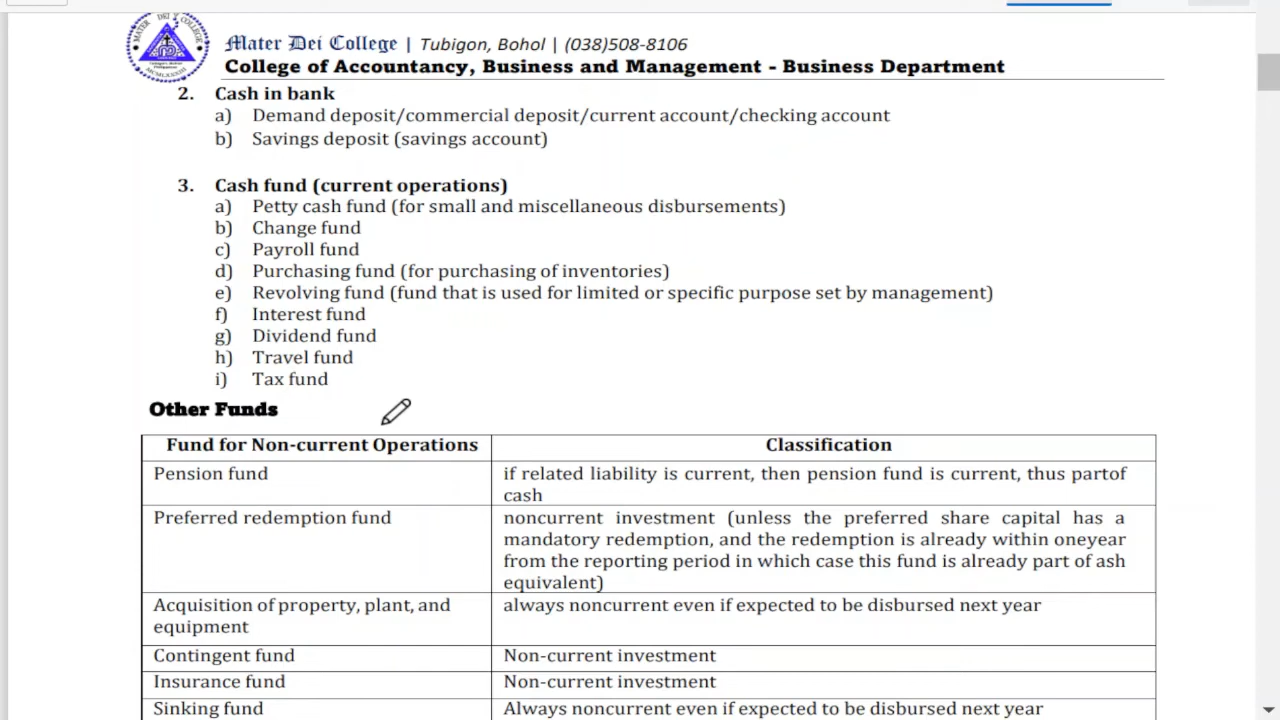 Mater Dei College | Tubigon, Bohol | (038)508-8106
College of Accountancy, Business and Management - Business Department
2. Cash in bank
a) Demand deposit/commercial deposit/current account/checking account
b) Savings deposit (savings account)
3. Cash fund (current operations)
a) Petty cash fund (for small and miscellaneous disbursements)
b) Change fund
c) Payroll fund
d) Purchasing fund (for purchasing of inventories)
e) Revolving fund (fund that is used for limited or specific purpose set by management)
f) Interest fund
g) Dividend fund
h) Travel fund
i) Tax fund
Other Funds
Fund for Non-current Operations Classification
Pension fund if related liability is current, then pension fund is current, thus partof
cash
Preferred redemption fund noncurrent investment (unless the preferred share capital has a
mandatory redemption, and the redemption is already within oneyear
from the reporting period in which case this fund is already part of ash
equivalent)
Acquisition of property, plant, and always noncurrent even if expected to be disbursed next year
equipment
Contingent fund Non-current investment
Insurance fund Non-current investment
Sinking fund Always noncurrent even if expected to be disbursed next year